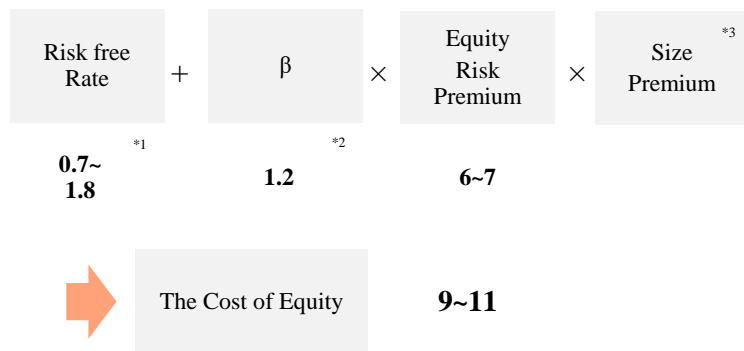 Risk free
Rate
+
β
×
Equity
Risk
Premium
×
Size
Premium
*3
0.7~
1.8
*1
1.2
*2
6~7
The Cost of Equity
9~11